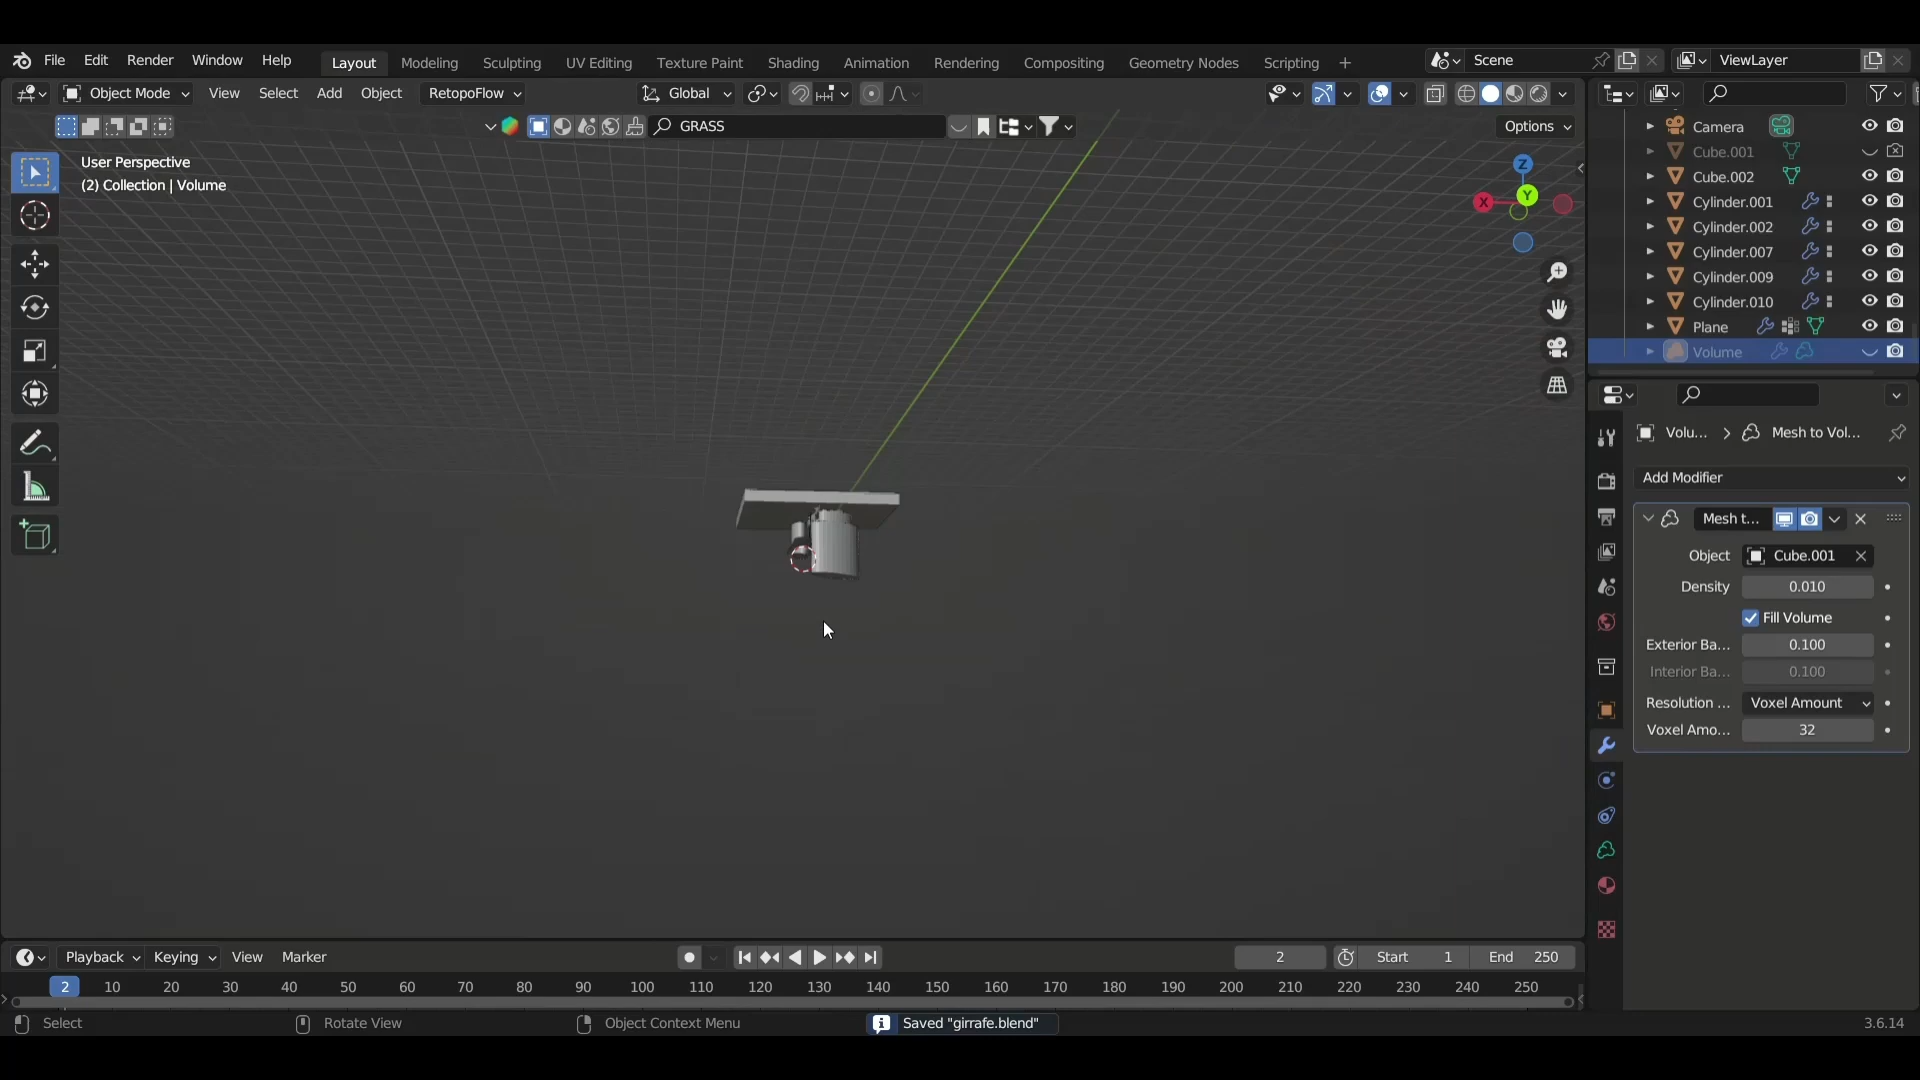 File Edit Render Window Help Layout Modeling Sculpting UV Editing Texture Paint Shading Animation Rendering Compositing Geometry Nodes Scripting + Scene ViewLayer
Object Mode View Select Add Object RetopoFlow Global
GRASS Options
User Perspective
(2) Collection | Volume
Z
X Y
Camera
Cube.001
Cube.002
Cylinder.001
Cylinder.002
Cylinder.007
Cylinder.009
Cylinder.010
Plane
Volume
Volu... > Mesh to Vol...
Add Modifier
Mesh t...
Object Cube.001
Density 0.010
Fill Volume
Exterior Ba... 0.100
Interior Ba... 0.100
Resolution ... Voxel Amount
Voxel Amo... 32
Playback Keying View Marker 2 Start 1 End 250
2 10 20 30 40 50 60 70 80 90 100 110 120 130 140 150 160 170 180 190 200 210 220 230 240 250
Select Rotate View Object Context Menu Saved "girrafe.blend" 3.6.14